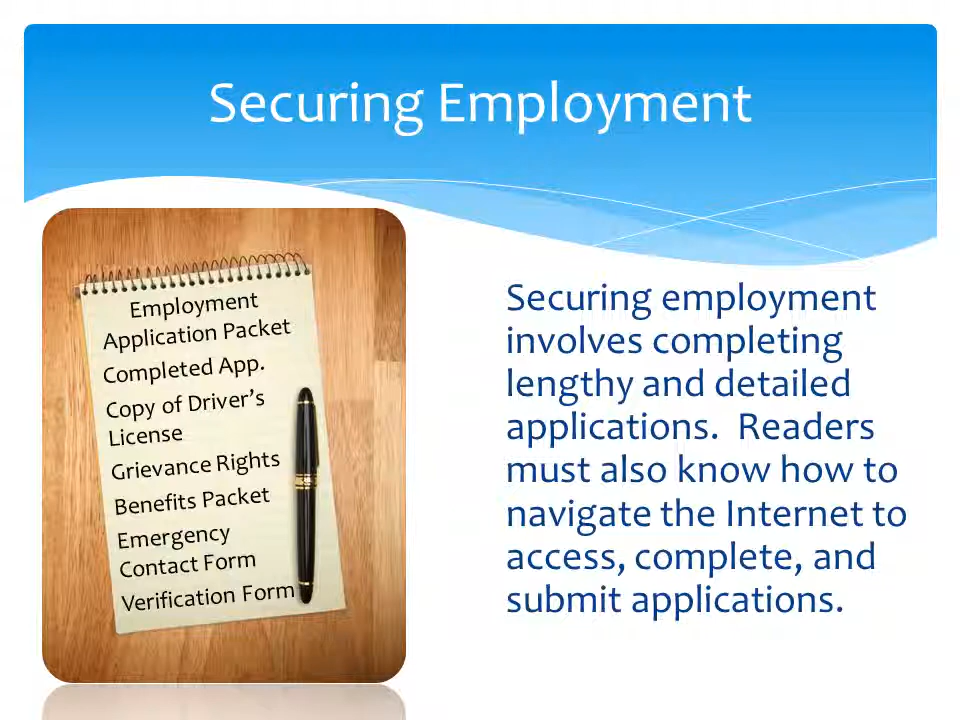 Securing Employment
Employment
Application Packet
Completed App.
Copy of Driver’s
License
Grievance Rights
Benefits Packet
Emergency
Contact Form
Verification Form
Securing employment
involves completing
lengthy and detailed
applications.  Readers
must also know how to
navigate the Internet to
access, complete, and
submit applications.